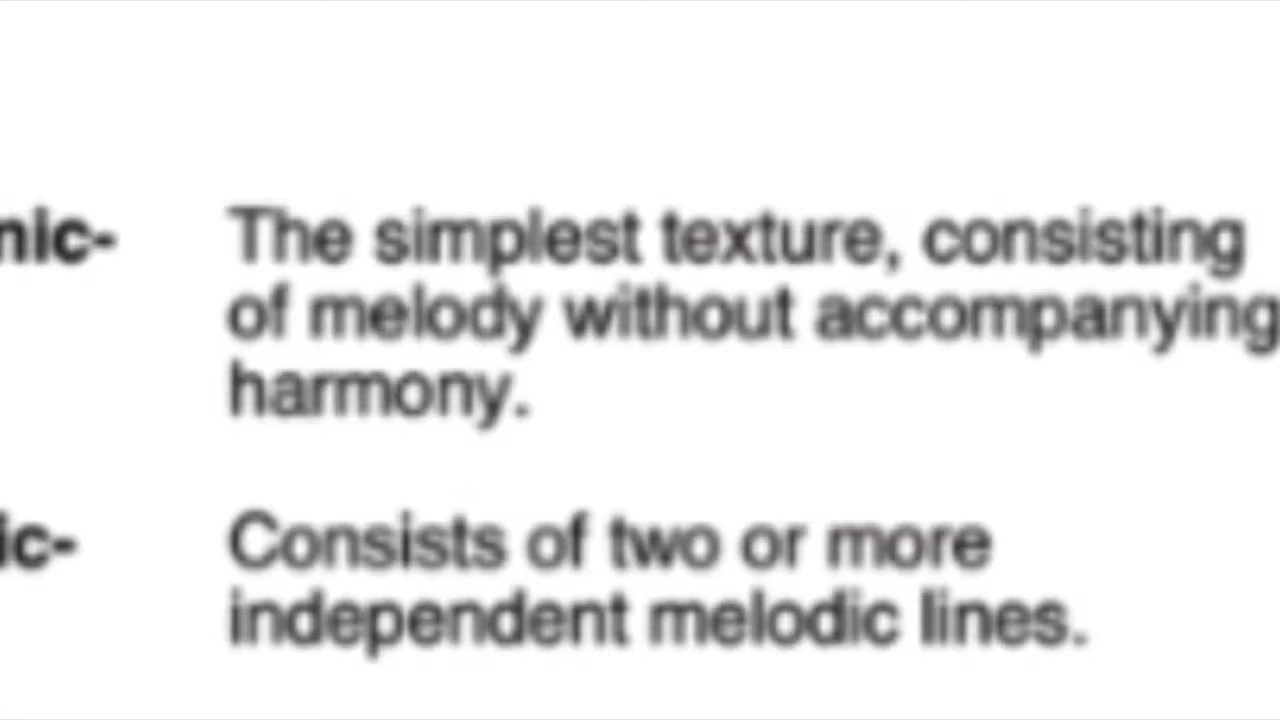 nic- The simplest texture, consisting
of melody without accompanying
harmony.
ic- Consists of two or more
independent melodic lines.